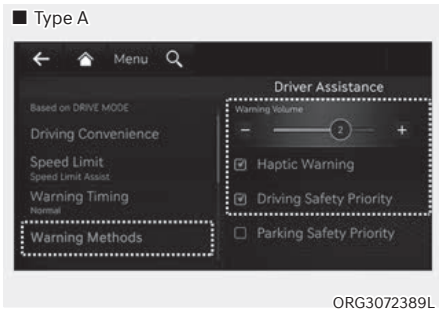 ■ Type A
Menu
Driver Assistance
Based on DRIVE MODE
Driving Convenience
Speed Limit
Speed Limit Assist
Warning Timing
Normal
Warning Methods
Warning Volume
- 2 +
Haptic Warning
Driving Safety Priority
Parking Safety Priority
ORG3072389L